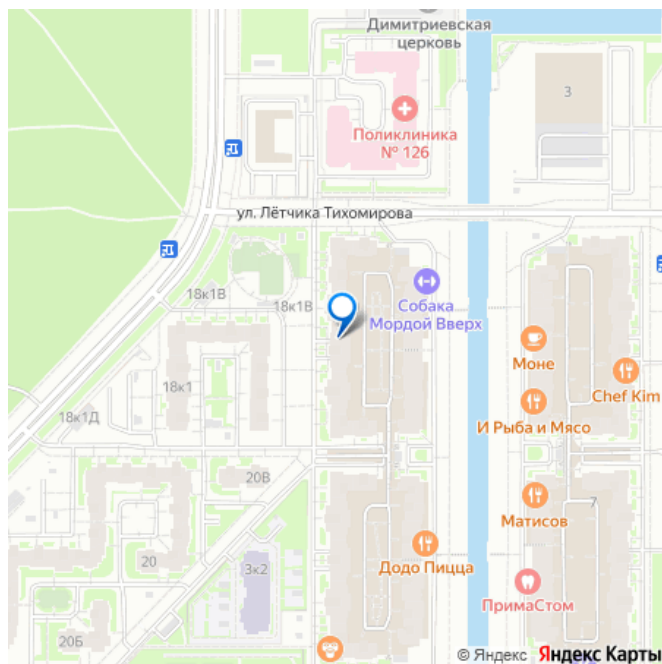 Димитриевская
церковь
3
Поликлиника
№ 126
ул. Лётчика Тихомирова
18к1В
18к1В
Собака
Мордой Вверх
Моне
18к1
Chef Kim
18к1Д
И Рыба и Мясо
20В
7
Матисов
20
3к2
Додо Пицца
ПримаСтом
20Б
© Яндекс Яндекс Карты